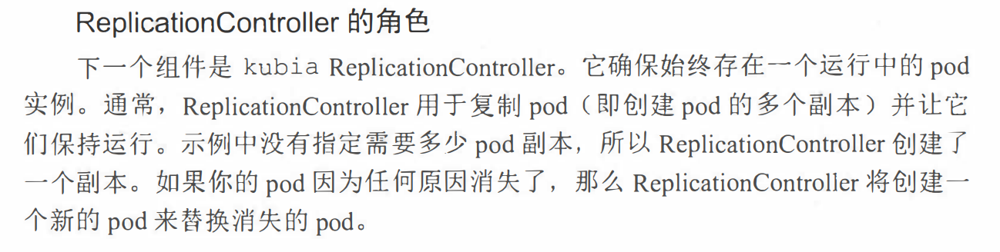 ReplicationController 的角色
下一个组件是 kubia ReplicationController。它确保始终存在一个运行中的 pod
实例。通常，ReplicationController 用于复制 pod（即创建 pod 的多个副本）并让它
们保持运行。示例中没有指定需要多少 pod 副本，所以 ReplicationController 创建了
一个副本。如果你的 pod 因为任何原因消失了，那么 ReplicationController 将创建一
个新的 pod 来替换消失的 pod。